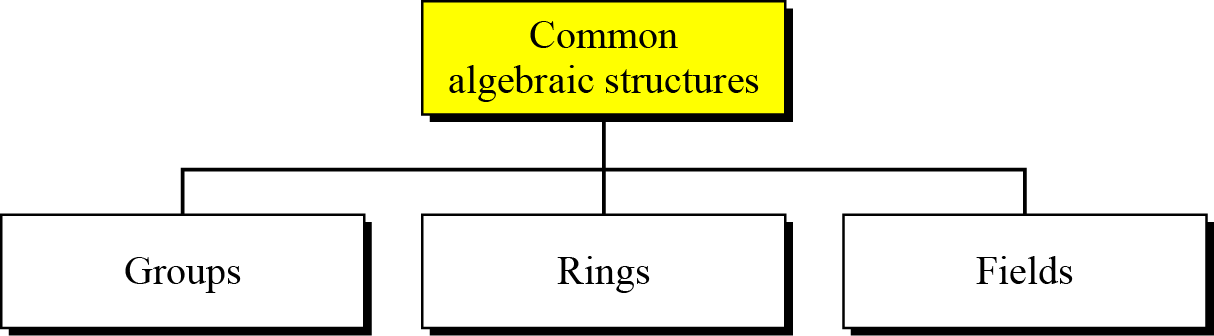 Common
algebraic structures
Groups
Rings
Fields